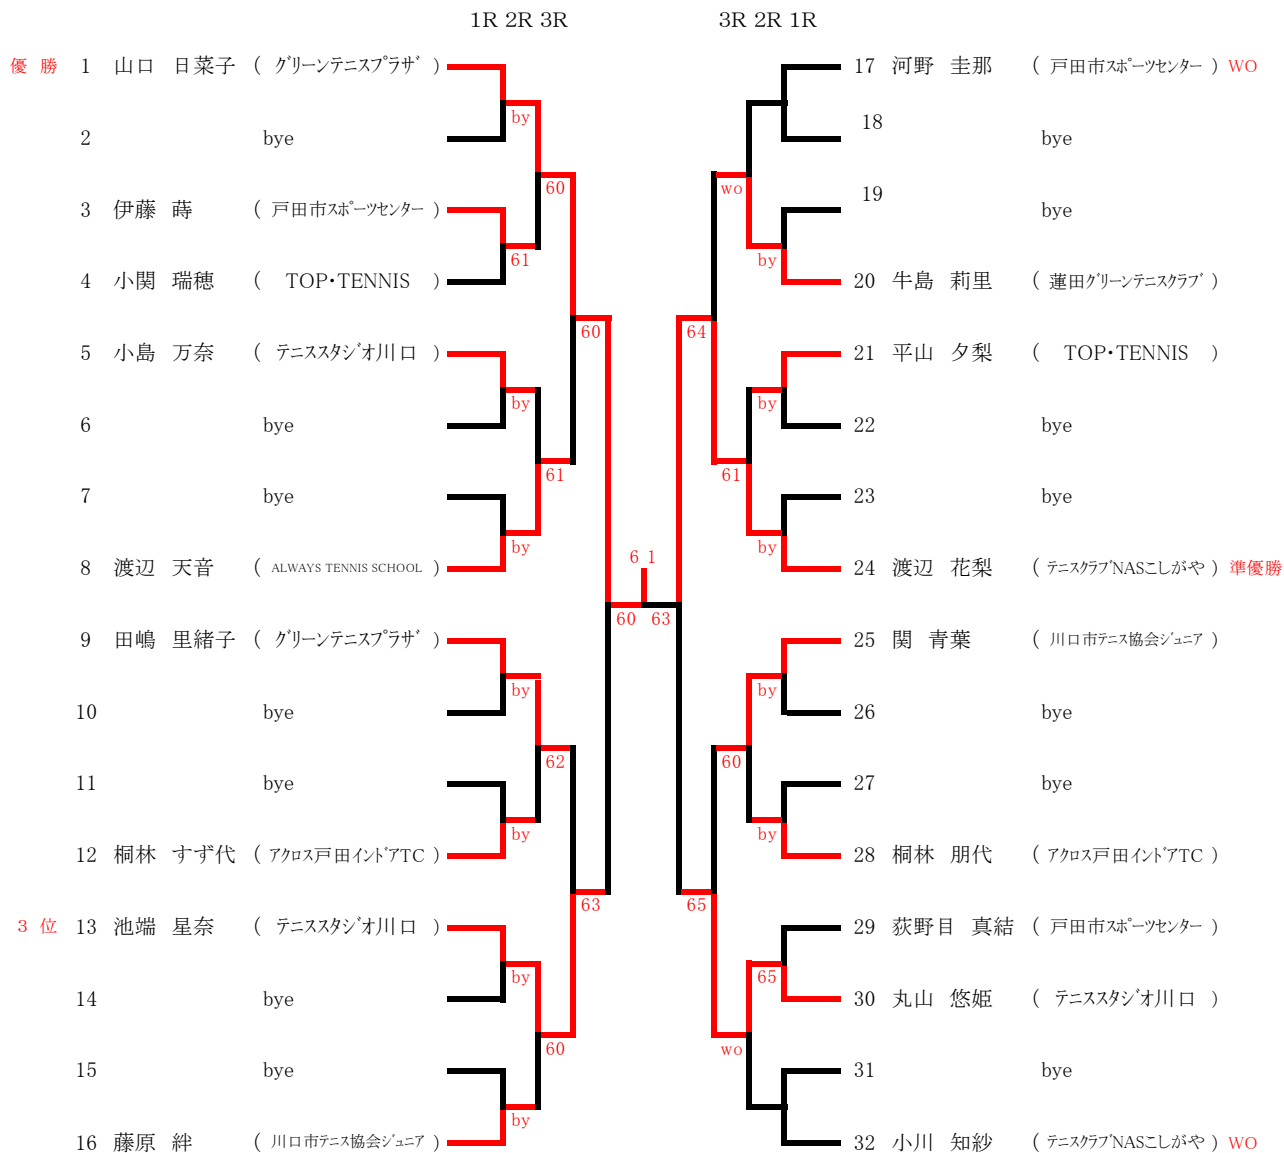 1R 2R 3R 3R 2R 1R
優 勝 1 山口 日菜子 ( グリーンテニスプラザ ) 17 河野 圭那 ( 戸田市スポーツセンター ) WO
by
2 bye 18 bye
60 wo
3 伊藤 蒔 ( 戸田市スポーツセンター ) 19 bye
61 by
4 小関 瑞穂 ( TOP・TENNIS ) 20 牛島 莉里 ( 蓮田グリーンテニスクラブ )
60 64
5 小島 万奈 ( テニススタジオ川口 ) 21 平山 夕梨 ( TOP・TENNIS )
by by
6 bye 22 bye
61 61
7 bye 23 bye
by by
6 1
8 渡辺 天音 ( ALWAYS TENNIS SCHOOL ) 24 渡辺 花梨 ( テニスクラブNASこしがや ) 準優勝
60 63
9 田嶋 里緒子 ( グリーンテニスプラザ ) 25 関 青葉 ( 川口市テニス協会ジュニア )
by by
10 bye 26 bye
62 60
11 bye 27 bye
by by
12 桐林 すず代 ( アクロス戸田インドアTC ) 28 桐林 朋代 ( アクロス戸田インドアTC )
63 65
3 位 13 池端 星奈 ( テニススタジオ川口 ) 29 荻野目 真結 ( 戸田市スポーツセンター )
by 65
14 bye 30 丸山 悠姫 ( テニススタジオ川口 )
60 wo
15 bye 31 bye
by
16 藤原 絆 ( 川口市テニス協会ジュニア ) 32 小川 知紗 ( テニスクラブNASこしがや ) WO